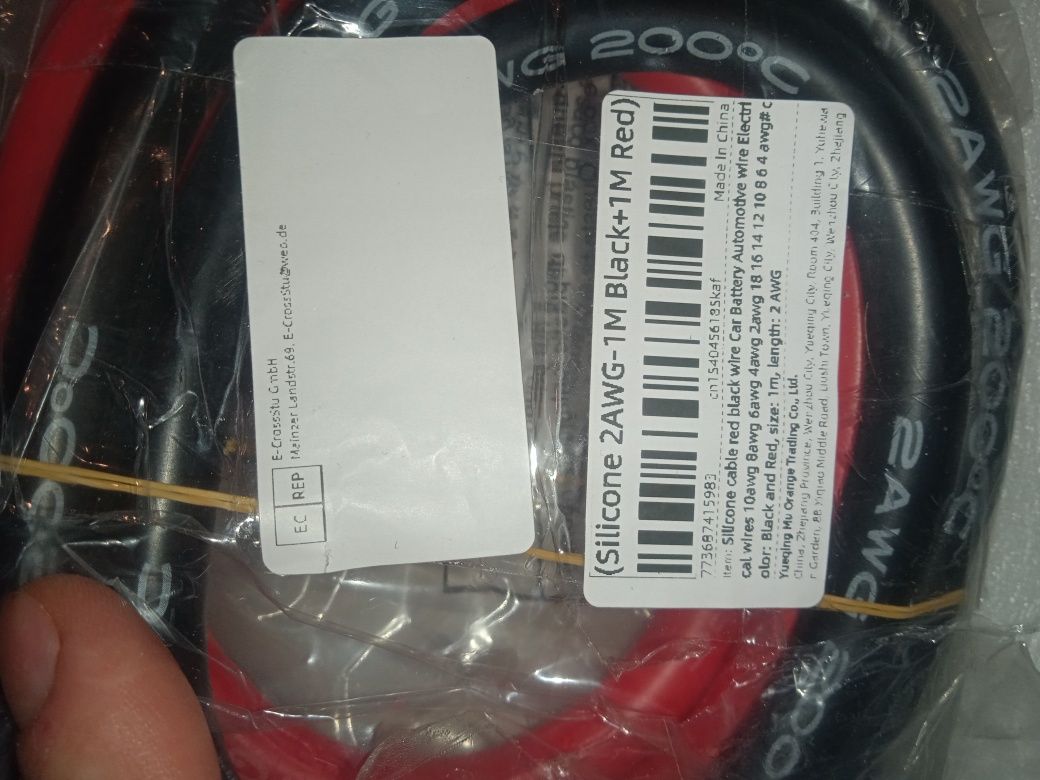 (Silicone 2AWG-1M Black+1M Red)
773687415983
cn1540456185kaf
Made In China
Item: Silicone cable red black wire Car Battery Automotive wire Electri
cal wires 10awg 8awg 6awg 4awg 2awg 18 16 14 12 10 8 6 4 awg# c
olor: Black and Red, size: 1m, length: 2 AWG
Yueqing Mu Orange Trading Co., Ltd.
China, Zhejiang Province, Wenzhou City, Yueqing City, Room 404, Building 1,
r Garden, 88 Middle Road, Liushi Town, Yueqing City, Wenzhou City, Zhejiang
EC REP
E-CrossStu GmbH
Mainzer Landstr.69, E-CrossStu@web.de
WG 200°C
2AWG 200°C
2AWG
200°C
200